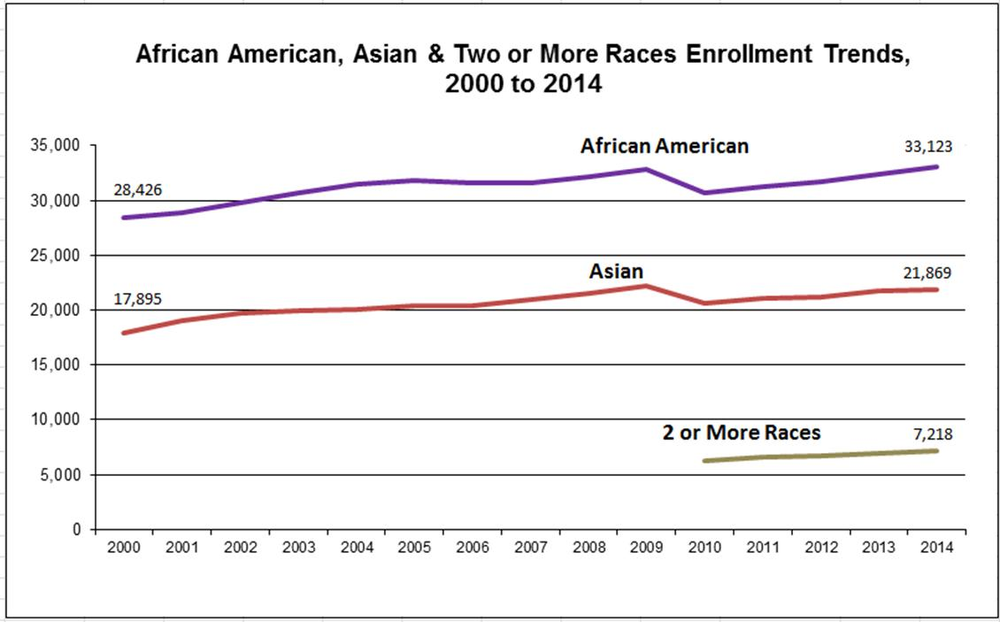 African American, Asian & Two or More Races Enrollment Trends,
2000 to 2014
35,000
30,000
25,000
20,000
15,000
10,000
5,000
0
African American
33,123
28,426
Asian
21,869
17,895
2 or More Races
7,218
2000 2001 2002 2003 2004 2005 2006 2007 2008 2009 2010 2011 2012 2013 2014